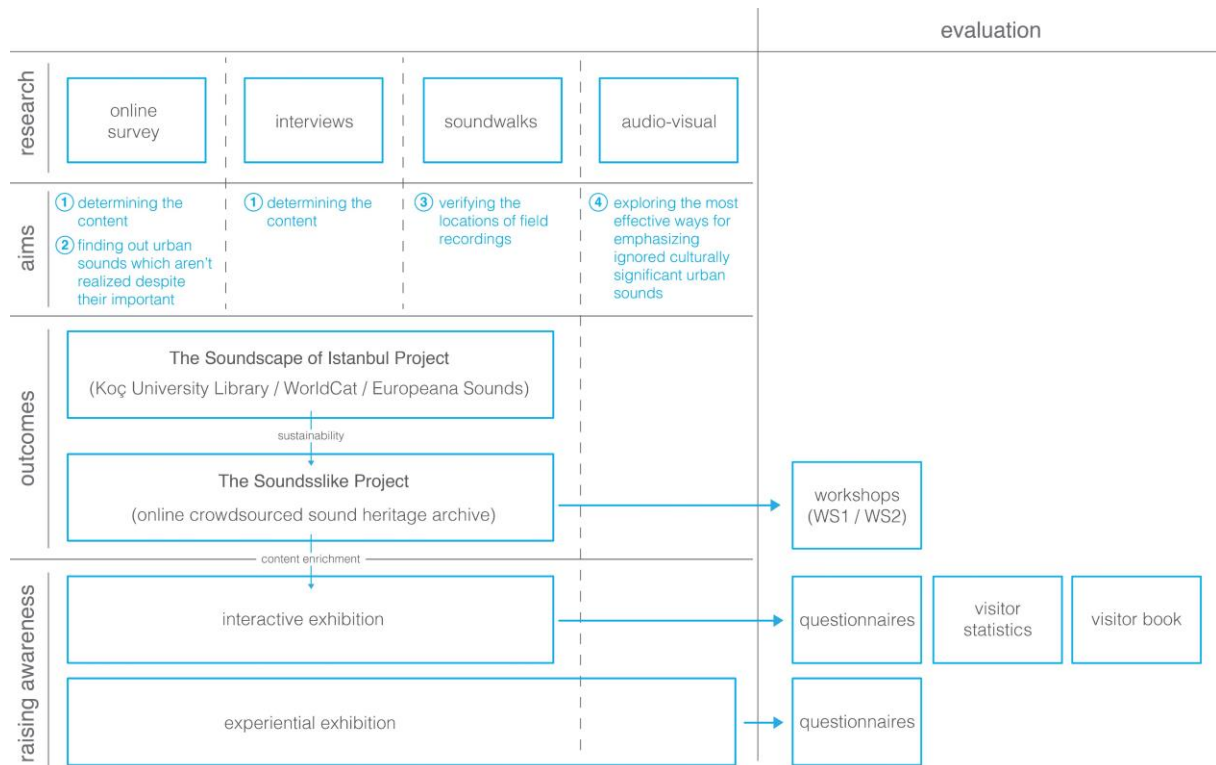 evaluation
research
online
survey
interviews
soundwalks
audio-visual
aims
1 determining the
content
2 finding out urban
sounds which aren't
realized despite
their important
1 determining the
content
3 verifying the
locations of field
recordings
4 exploring the most
effective ways for
emphasizing
ignored culturally
significant urban
sounds
outcomes
The Soundscape of Istanbul Project
(Koç University Library / WorldCat / Europeana Sounds)
sustainability
The Soundsslike Project
(online crowdsourced sound heritage archive)
workshops
(WS1 / WS2)
content enrichment
raising awareness
interactive exhibition
questionnaires
visitor
statistics
visitor book
experiential exhibition
questionnaires